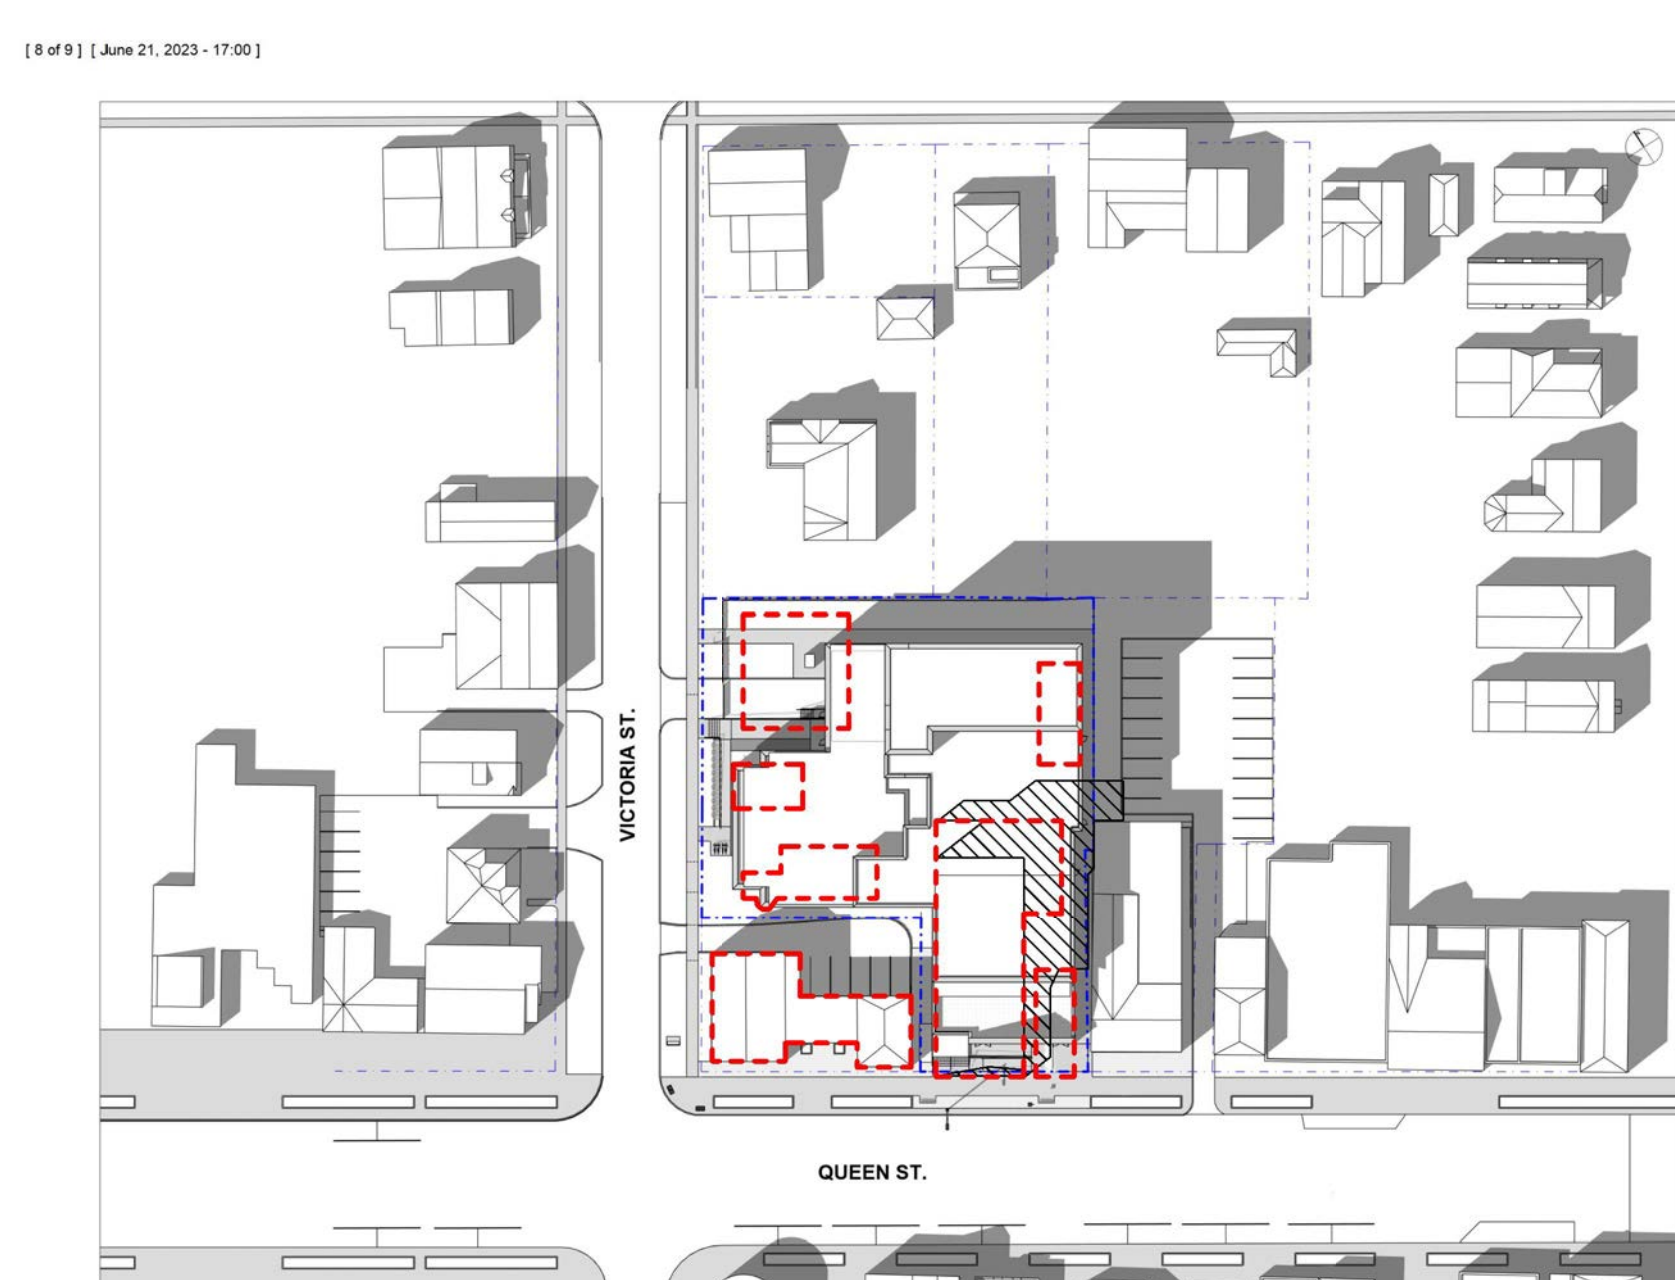 [ 8 of 9 ] [ June 21, 2023 - 17:00 ]
VICTORIA ST.
QUEEN ST.